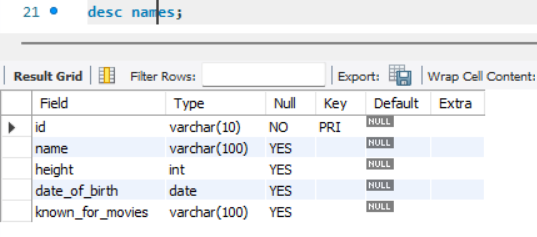 21 desc names;
Result Grid Filter Rows: Export: Wrap Cell Content:
Field Type Null Key Default Extra
id varchar(10) NO PRI NULL
name varchar(100) YES NULL
height int YES NULL
date_of_birth date YES NULL
known_for_movies varchar(100) YES NULL